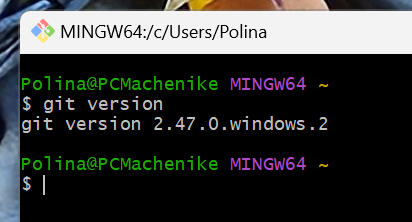 MINGW64:/c/Users/Polina
Polina@PCMachenike MINGW64 ~
$ git version
git version 2.47.0.windows.2
Polina@PCMachenike MINGW64 ~
$